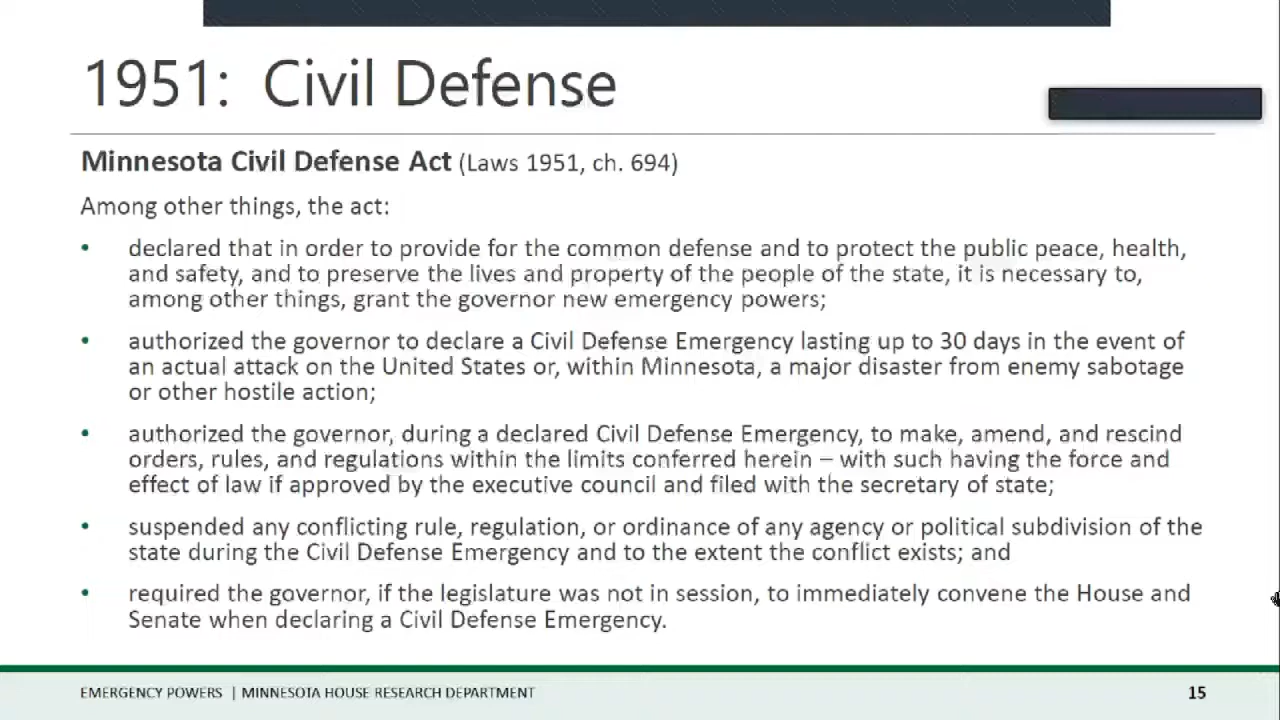 1951:  Civil Defense
Minnesota Civil Defense Act (Laws 1951, ch. 694)
Among other things, the act:
• declared that in order to provide for the common defense and to protect the public peace, health,
and safety, and to preserve the lives and property of the people of the state, it is necessary to,
among other things, grant the governor new emergency powers;
• authorized the governor to declare a Civil Defense Emergency lasting up to 30 days in the event of
an actual attack on the United States or, within Minnesota, a major disaster from enemy sabotage
or other hostile action;
• authorized the governor, during a declared Civil Defense Emergency, to make, amend, and rescind
orders, rules, and regulations within the limits conferred herein – with such having the force and
effect of law if approved by the executive council and filed with the secretary of state;
• suspended any conflicting rule, regulation, or ordinance of any agency or political subdivision of the
state during the Civil Defense Emergency and to the extent the conflict exists; and
• required the governor, if the legislature was not in session, to immediately convene the House and
Senate when declaring a Civil Defense Emergency.
EMERGENCY POWERS | MINNESOTA HOUSE RESEARCH DEPARTMENT 15